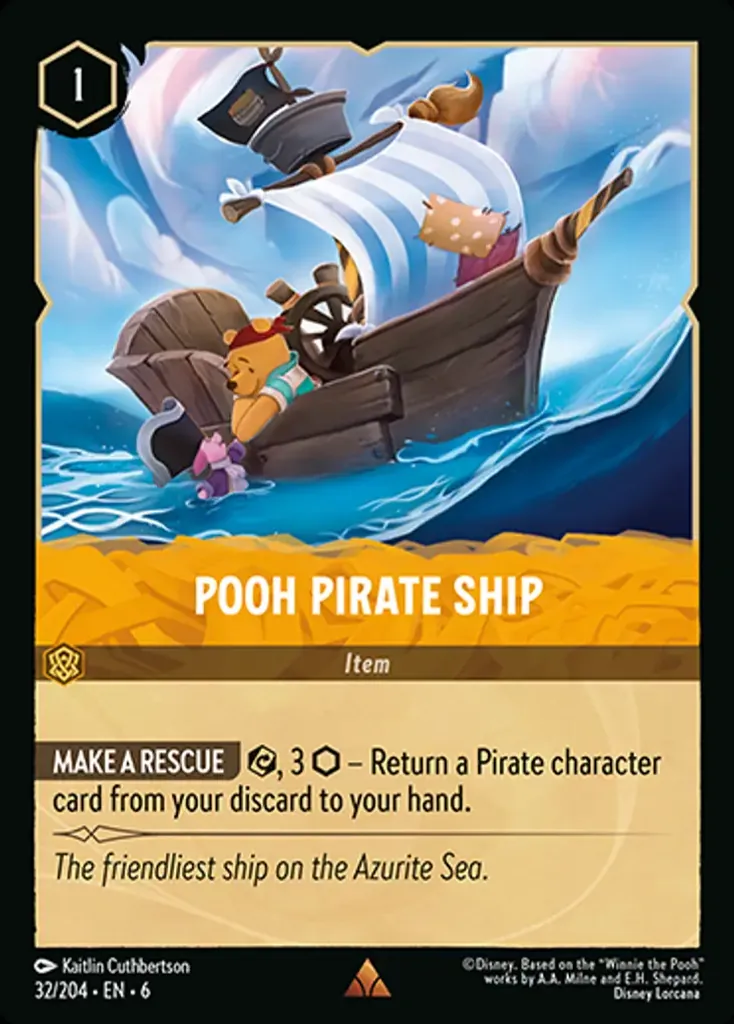 1
POOH PIRATE SHIP
Item
MAKE A RESCUE , 3 – Return a Pirate character
card from your discard to your hand.
The friendliest ship on the Azurite Sea.
Kaitlin Cuthbertson
32/204 • EN • 6
©Disney. Based on the “Winnie the Pooh”
works by A.A. Milne and E.H. Shepard.
Disney Lorcana